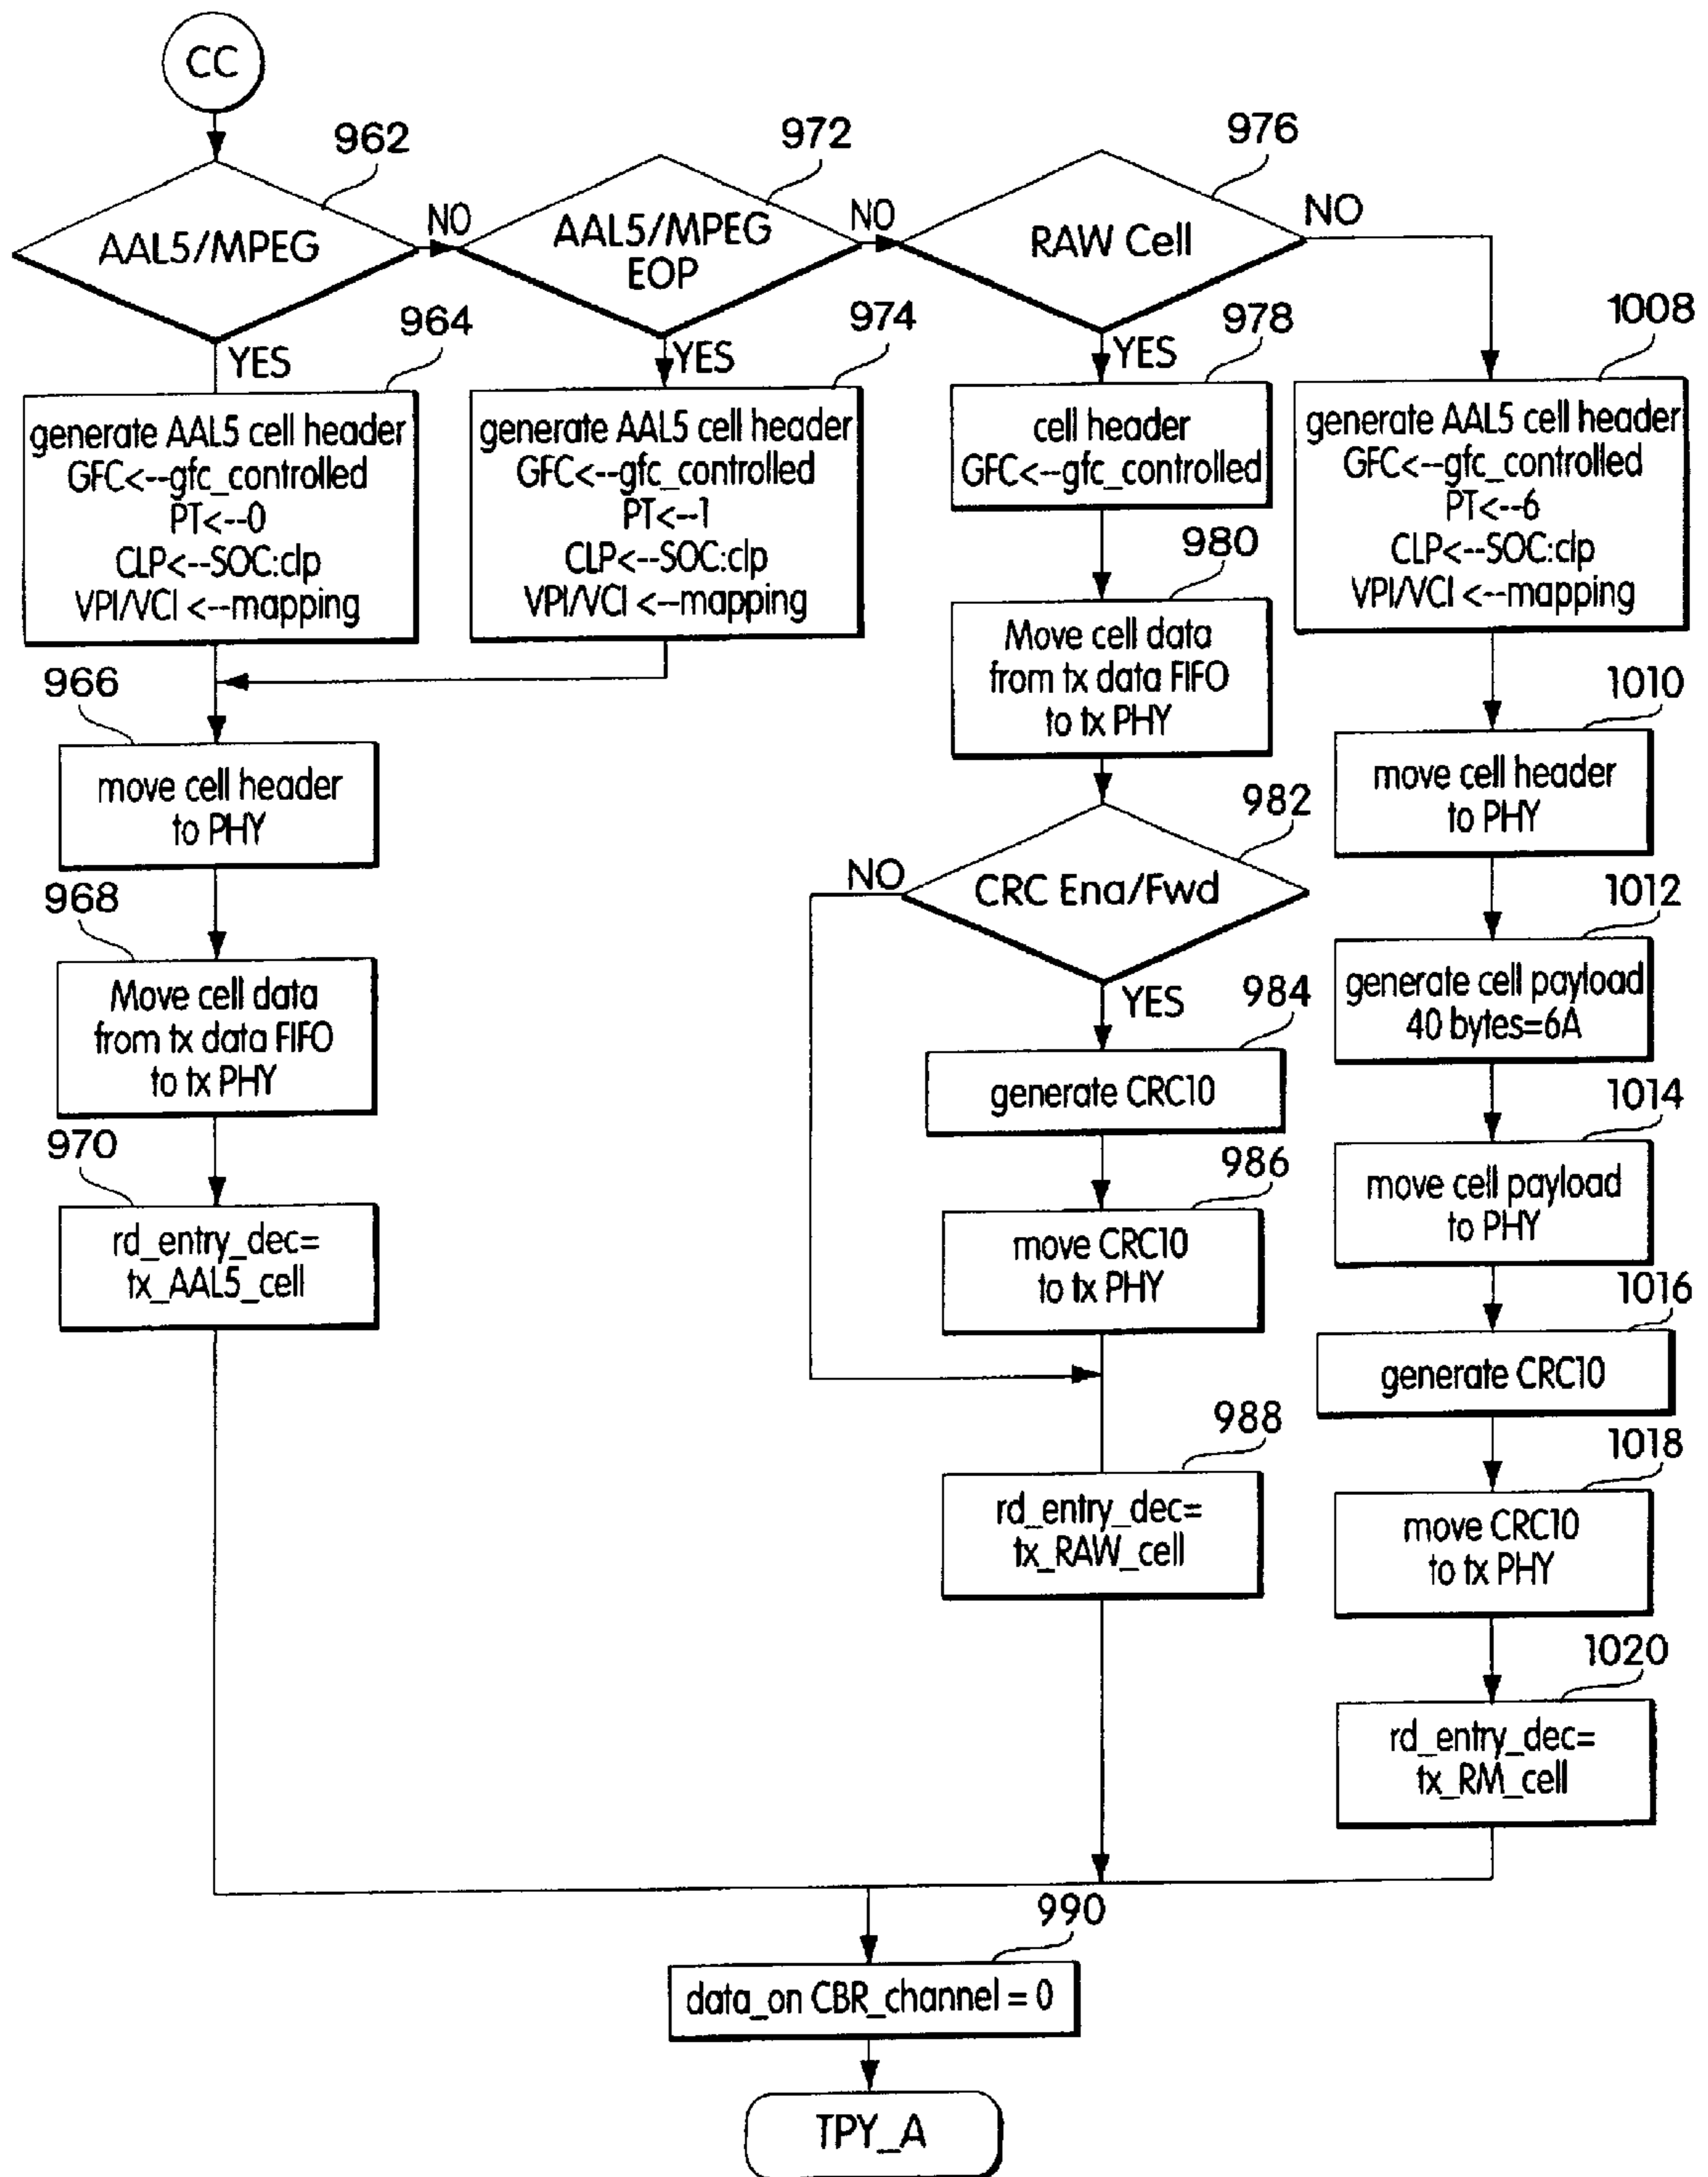 CC
962
AAL5/MPEG
NO
YES
972
AAL5/MPEG
EOP
NO
YES
976
RAW Cell
NO
YES
964
generate AAL5 cell header
GFC<--gfc_controlled
PT<--0
CLP<--SOC:clp
VPI/VCI <--mapping
974
generate AAL5 cell header
GFC<--gfc_controlled
PT<--1
CLP<--SOC:clp
VPI/VCI <--mapping
978
cell header
GFC<--gfc_controlled
1008
generate AAL5 cell header
GFC<--gfc_controlled
PT<--6
CLP<--SOC:clp
VPI/VCI <--mapping
966
move cell header
to PHY
968
Move cell data
from tx data FIFO
to tx PHY
970
rd_entry_dec=
tx_AAL5_cell
980
Move cell data
from tx data FIFO
to tx PHY
982
CRC Ena/Fwd
NO
YES
984
generate CRC10
986
move CRC10
to tx PHY
988
rd_entry_dec=
tx_RAW_cell
1010
move cell header
to PHY
1012
generate cell payload
40 bytes=6A
1014
move cell payload
to PHY
1016
generate CRC10
1018
move CRC10
to tx PHY
1020
rd_entry_dec=
tx_RM_cell
990
data_on CBR_channel = 0
TPY_A